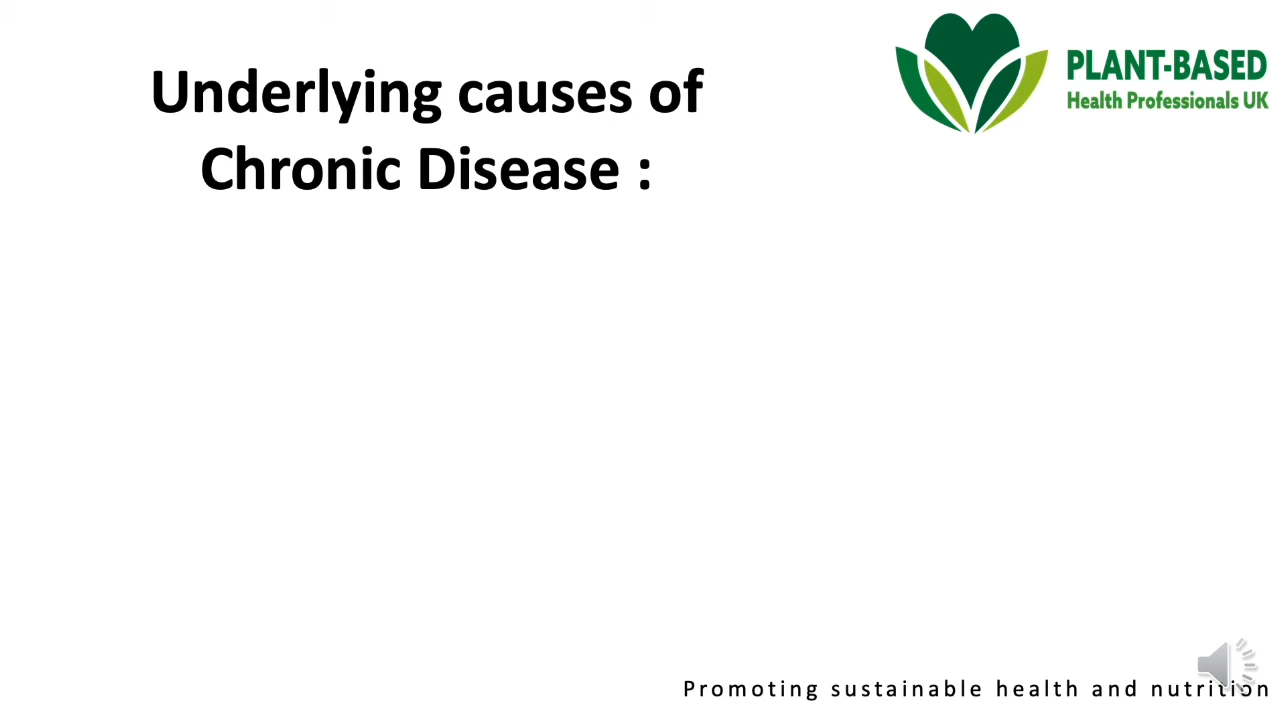 Underlying causes of
Chronic Disease :
PLANT-BASED
Health Professionals UK
Promoting sustainable health and nutrition